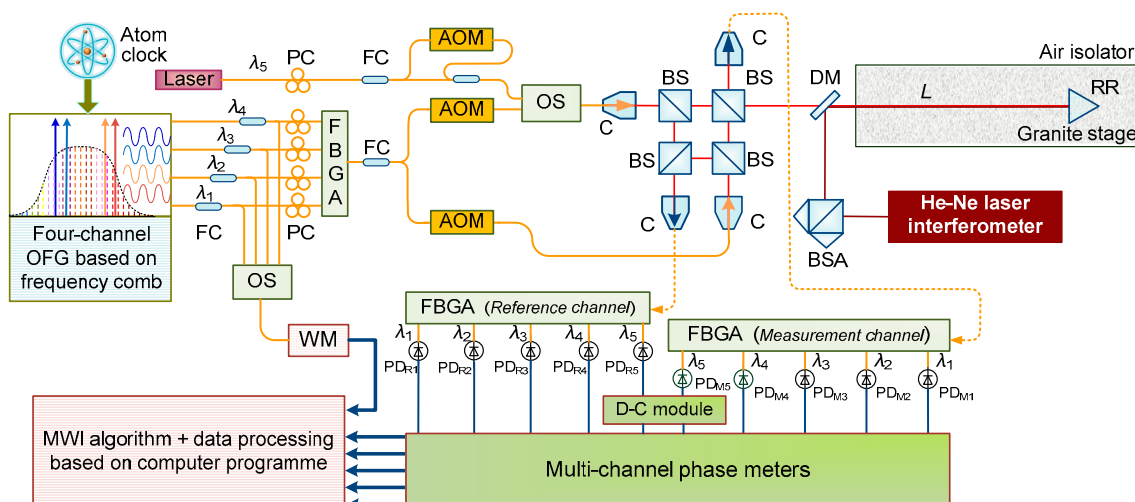 Atom
clock
Laser
λ5
PC
FC
AOM
OS
C
BS
BS
C
DM
Air isolator
L
RR
Granite stage
λ4
λ3
λ2
λ1
FC
PC
F
B
G
A
FC
AOM
AOM
BS
BS
C
C
He-Ne laser
interferometer
BSA
Four-channel
OFG based on
frequency comb
OS
WM
FBGA (Reference channel)
λ1 λ2 λ3 λ4 λ5
PDR1 PDR2 PDR3 PDR4 PDR5
FBGA (Measurement channel)
λ5 λ4 λ3 λ2 λ1
PDM5 PDM4 PDM3 PDM2 PDM1
D-C module
MWI algorithm + data processing
based on computer programme
Multi-channel phase meters